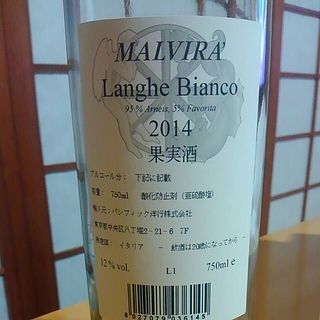 MALVIRA'
Langhe Bianco
95% Arneis, 5% Favorita
2014
果実酒
アルコール分： 下に記載
容量： 750ml 酸化防止剤（亜硫酸塩）
輸入元：パシフィック洋行株式会社
東京都中央区八丁堀2-21-6 7F
原産国：イタリア － 飲酒は20歳になってから －
12% vol. L1 750ml e
8 027079 036145